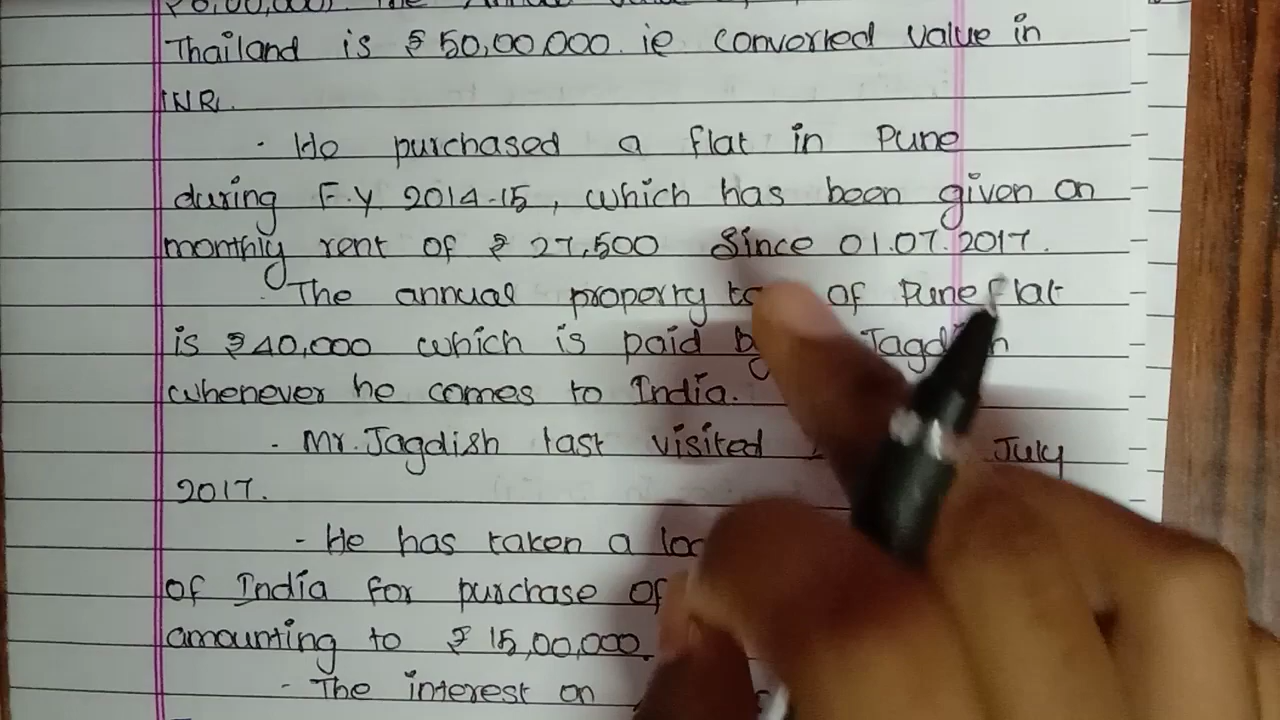 Thailand is ₹ 50,00,000. ie converted value in
INR.
· He purchased a flat in Pune
during F.Y 2014-15, which has been given on
monthly rent of ₹ 27,500 Since 01.07.2017.
· The annual property of Pune flat
is ₹40,000 which is paid Jagdish
whenever he comes to India.
- Mr. Jagdish last visited July
2017.
- He has taken a
of India for purchase of
amounting to ₹ 15,00,000.
- The interest on